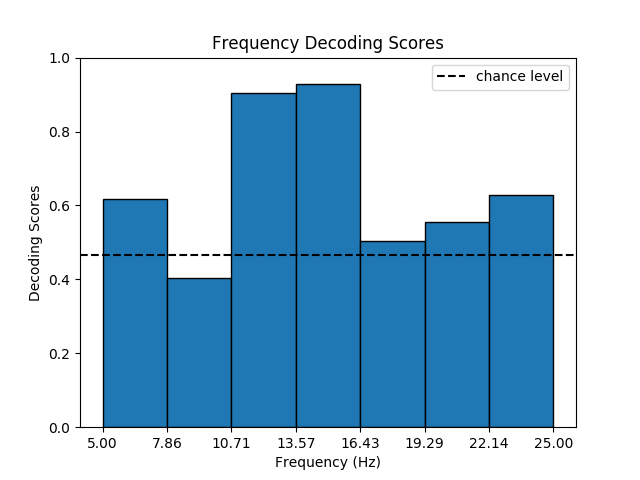 Frequency Decoding Scores
chance level
Decoding Scores
1.0
0.8
0.6
0.4
0.2
0.0
5.00 7.86 10.71 13.57 16.43 19.29 22.14 25.00
Frequency (Hz)